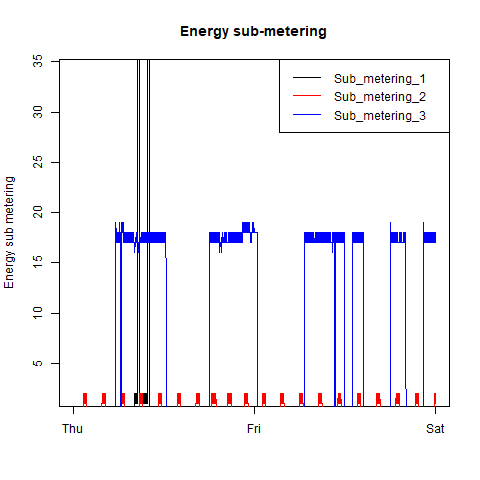 Energy sub-metering
Sub_metering_1
Sub_metering_2
Sub_metering_3
Energy sub metering
35
30
25
20
15
10
5
Thu Fri Sat